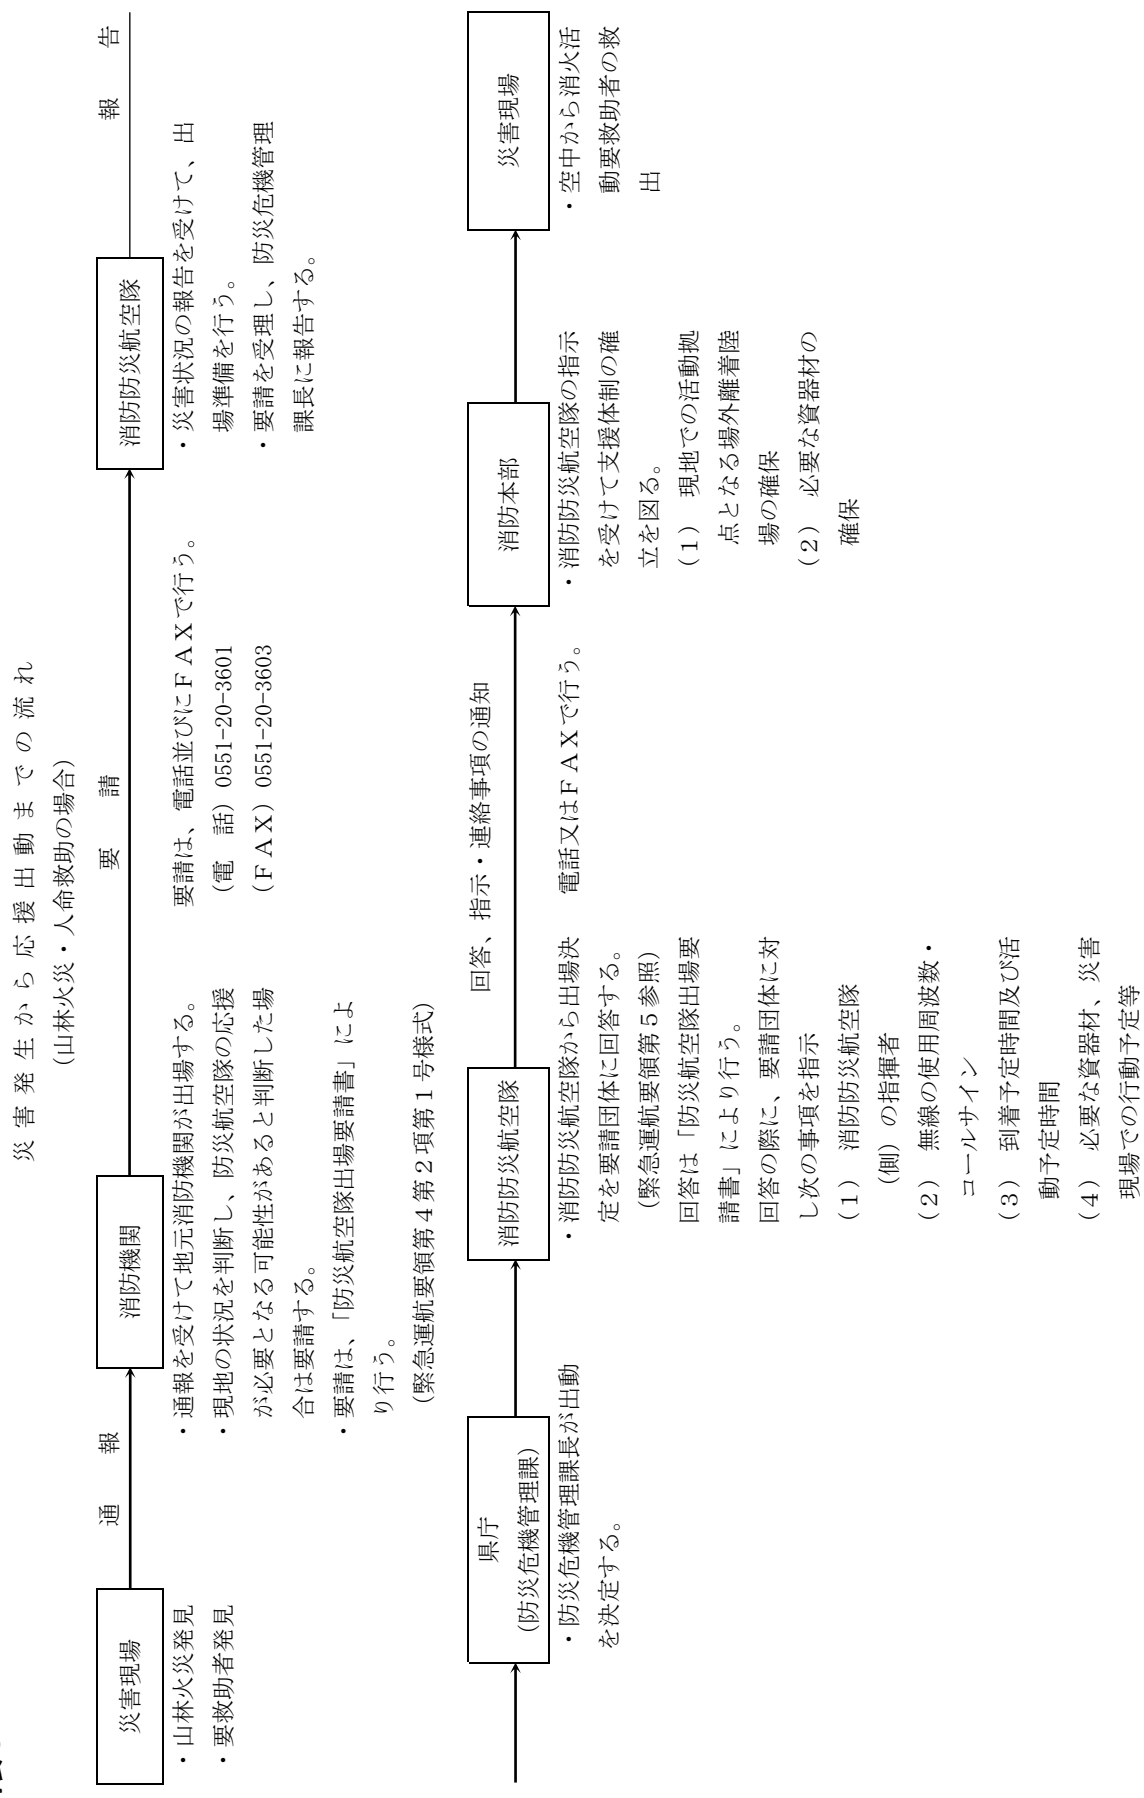 災害発生から応援出動までの流れ
(山林火災・人命救助の場合)
災害現場
・山林火災発見
・要救助者発見
通　報
消防機関
・通報を受けて地元消防機関が出場する。
・現地の状況を判断し、防災航空隊の応援
が必要となる可能性があると判断した場
合は要請する。
・要請は、「防災航空隊出場要請書」によ
り行う。
(緊急運航要領第４第２項第１号様式)
要　請
要請は、電話並びにＦＡＸで行う。
(電　話) 0551-20-3601
(ＦＡＸ) 0551-20-3603
消防防災航空隊
・災害状況の報告を受けて、出
場準備を行う。
・要請を受理し、防災危機管理
課長に報告する。
報　告
県庁
(防災危機管理課)
・防災危機管理課長が出動
を決定する。
消防防災航空隊
・消防防災航空隊から出場決
定を要請団体に回答する。
(緊急運航要領第５参照)
回答は「防災航空隊出場要
請書」により行う。
回答の際に、要請団体に対
し次の事項を指示
(１)　消防防災航空隊
(側) の指揮者
(２)　無線の使用周波数・
コールサイン
(３)　到着予定時間及び活
動予定時間
(４)　必要な資器材、災害
現場での行動予定等
回答、指示・連絡事項の通知
電話又はＦＡＸで行う。
消防本部
・消防防災航空隊の指示
を受けて支援体制の確
立を図る。
(１)　現地での活動拠
点となる場外離着陸
場の確保
(２)　必要な資器材の
確保
災害現場
・空中から消火活
動要救助者の救
出